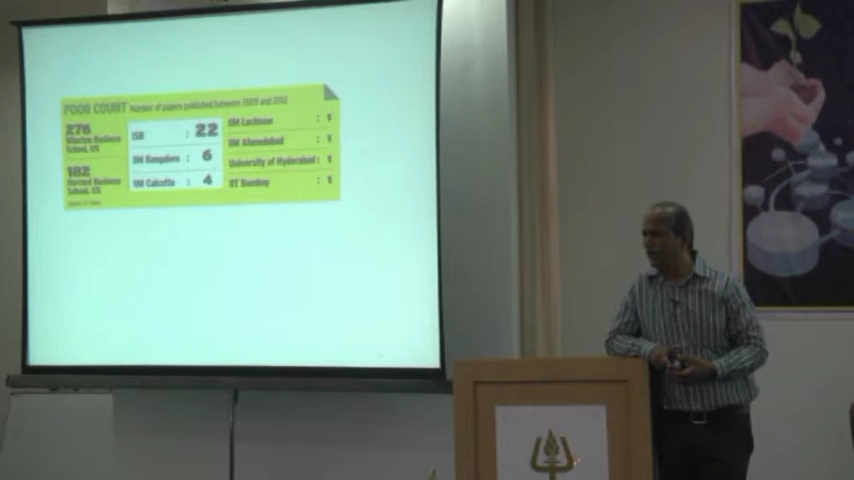 POOR COUNT Number of papers published between 2009 and 2012
276
Wharton Business
School, US
182
Harvard Business
School, US
ISB : 22
IIM Bangalore : 6
IIM Calcutta : 4
IIM Lucknow : 1
IIM Ahmedabad : 1
University of Hyderabad : 1
IIT Bombay : 1